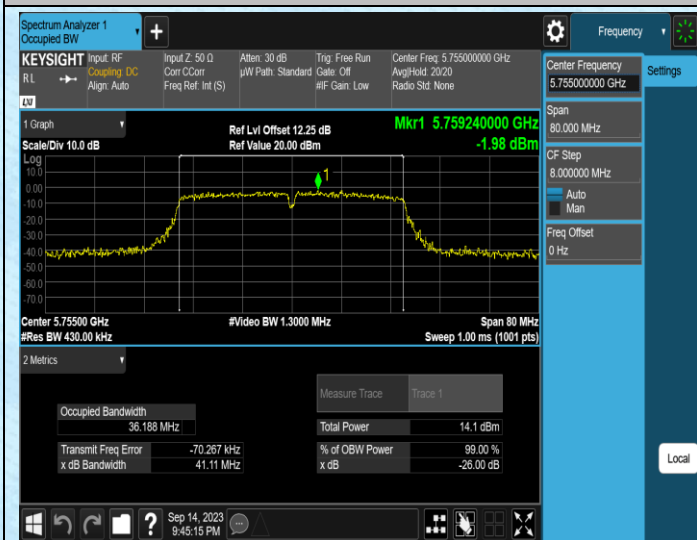 Spectrum Analyzer 1
Occupied BW
Frequency
KEYSIGHT
RL
LXI
Input: RF
Coupling: DC
Align: Auto
Input Z: 50 Ω
Corr CCorr
Freq Ref: Int (S)
Atten: 30 dB
µW Path: Standard
Trig: Free Run
Gate: Off
#IF Gain: Low
Center Freq: 5.755000000 GHz
Avg|Hold: 20/20
Radio Std: None
Center Frequency
5.755000000 GHz
Settings
Span
80.000 MHz
CF Step
8.000000 MHz
Auto
Man
Freq Offset
0 Hz
1 Graph
Scale/Div 10.0 dB
Ref Lvl Offset 12.25 dB
Ref Value 20.00 dBm
Mkr1 5.759240000 GHz
-1.98 dBm
Log
10.0
0.00
-10.0
-20.0
-30.0
-40.0
-50.0
-60.0
-70.0
1
Center 5.75500 GHz
#Res BW 430.00 kHz
#Video BW 1.3000 MHz
Span 80 MHz
Sweep 1.00 ms (1001 pts)
2 Metrics
Measure Trace Trace 1
Occupied Bandwidth
36.188 MHz
Total Power 14.1 dBm
Transmit Freq Error -70.267 kHz
% of OBW Power 99.00 %
x dB Bandwidth 41.11 MHz
x dB -26.00 dB
Local
?
Sep 14, 2023
9:45:15 PM